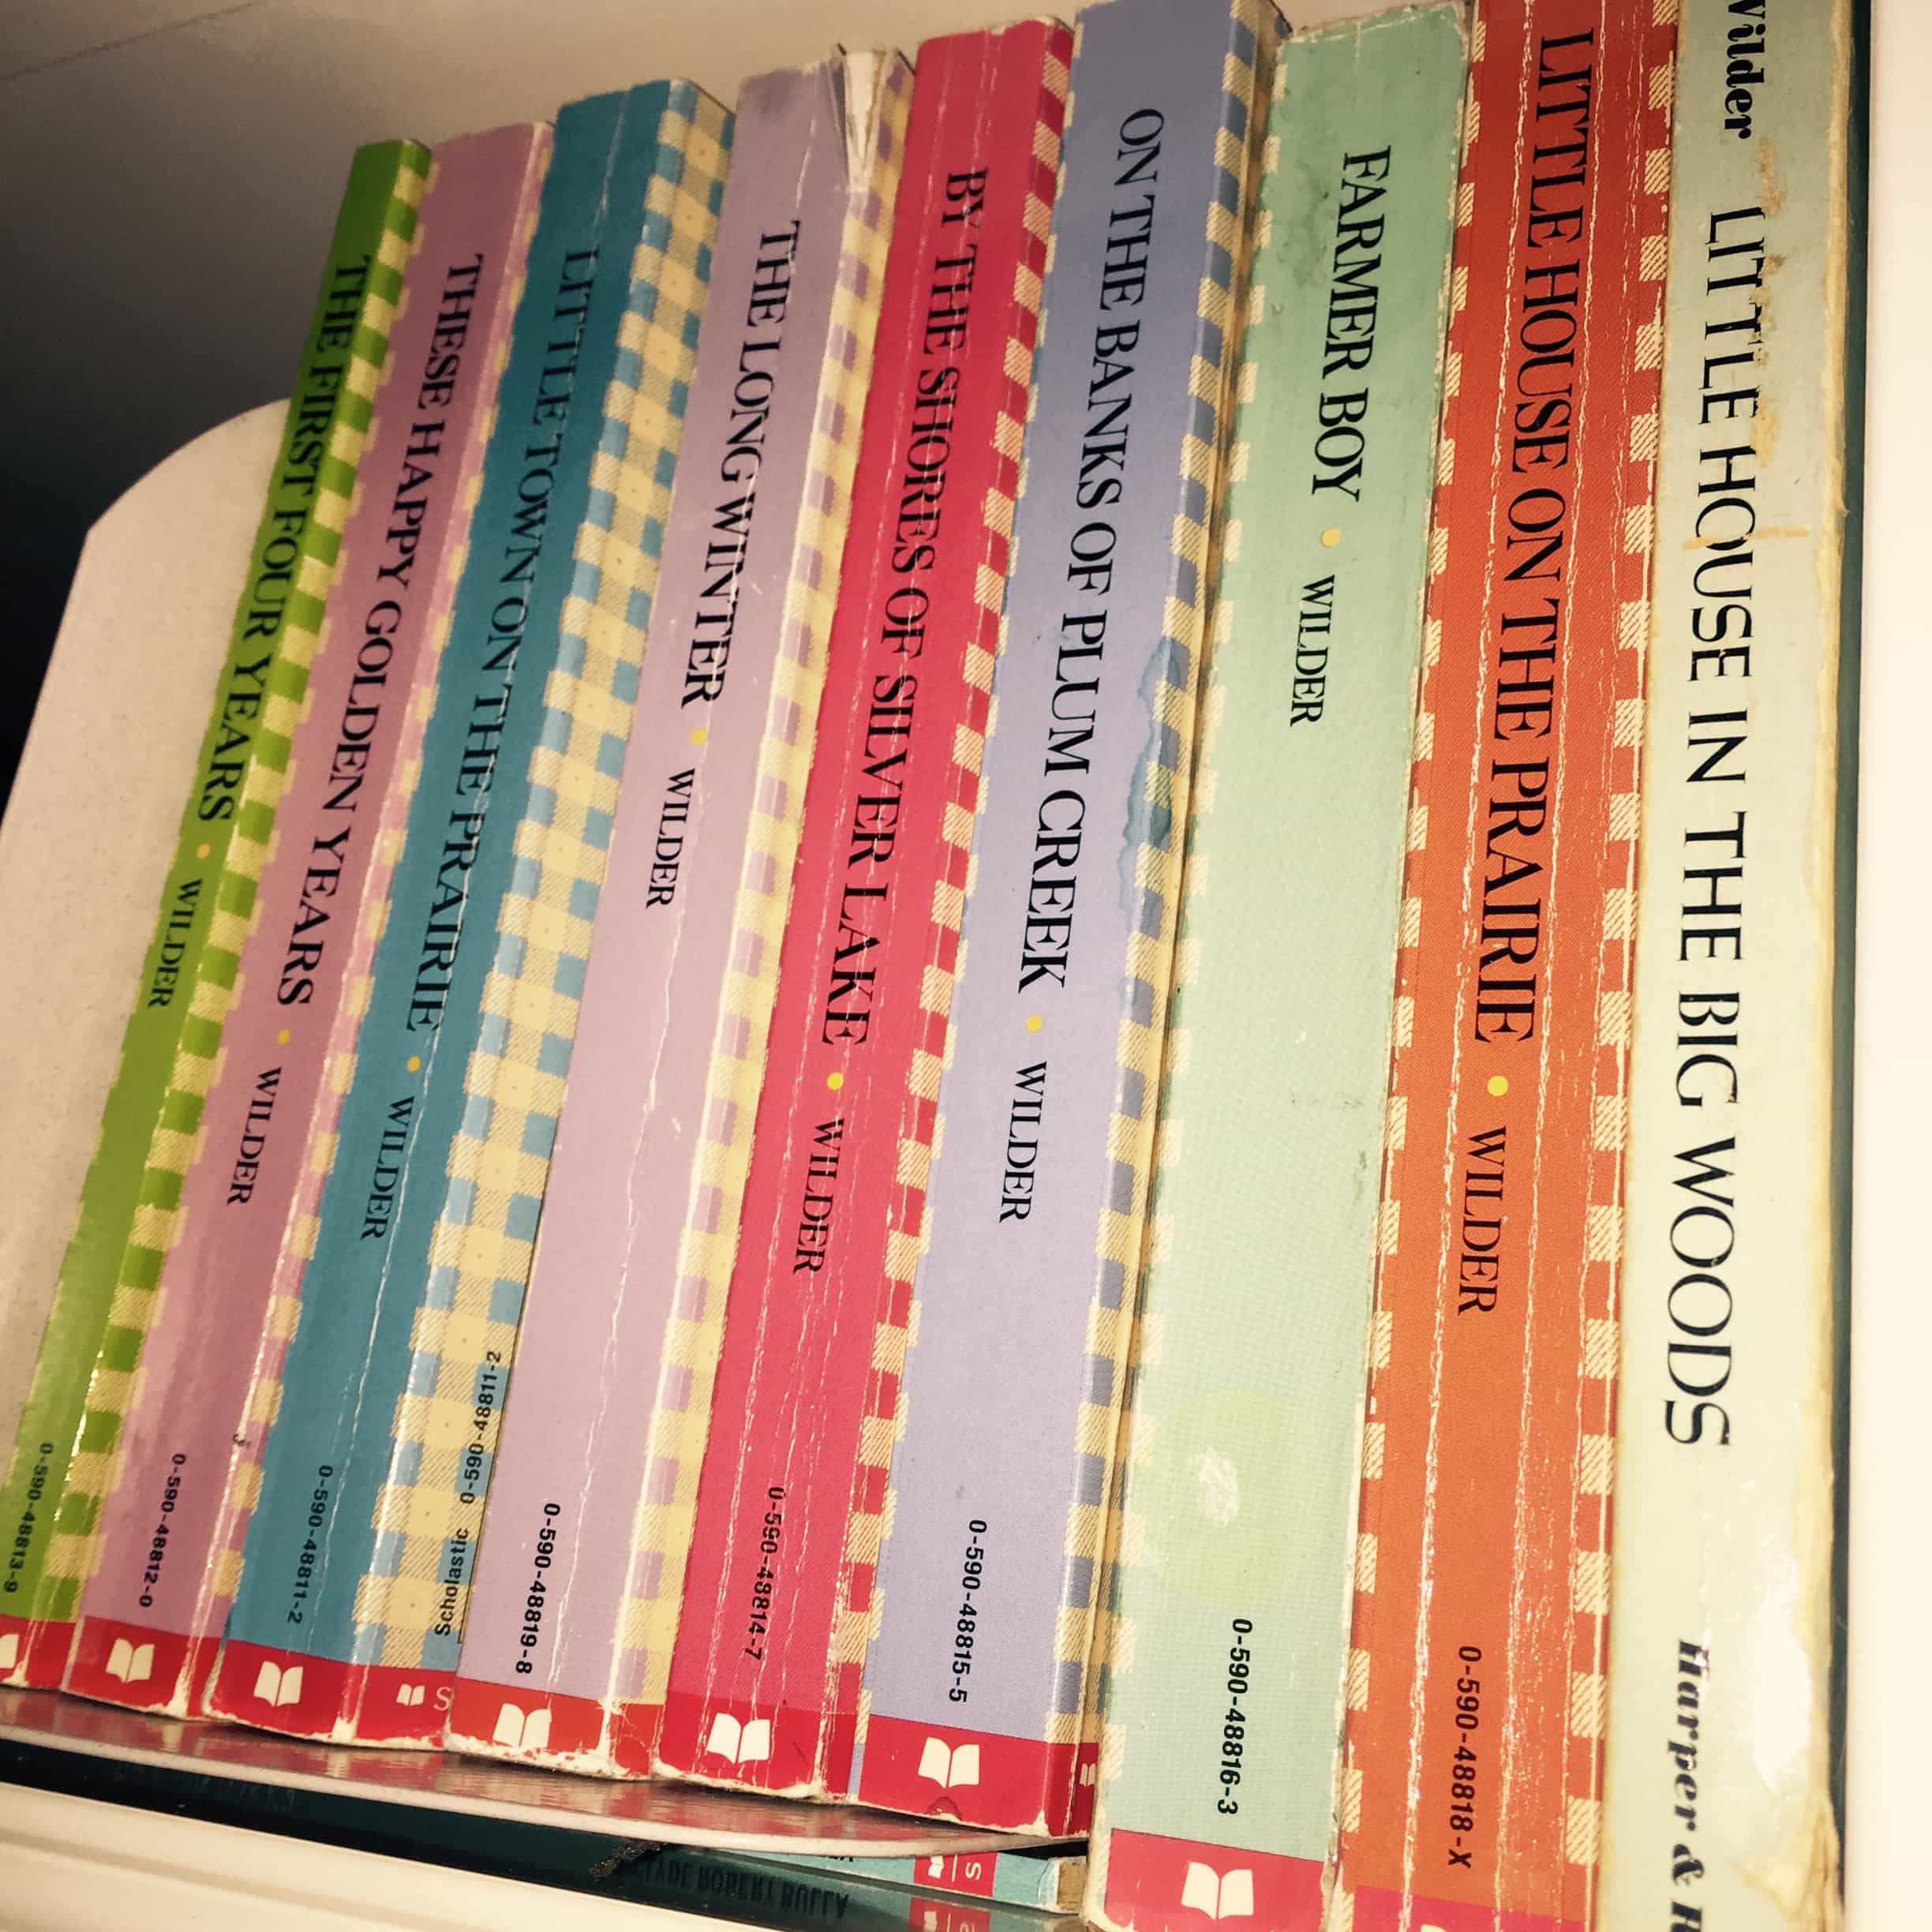 THE FIRST FOUR YEARS • WILDER
0-590-48813-9
THESE HAPPY GOLDEN YEARS • WILDER
0-590-48812-0
LITTLE TOWN ON THE PRAIRIE • WILDER
0-590-48811-2
Scholastic 0-590-48811-2
S
THE LONG WINTER • WILDER
0-590-48819-8
BY THE SHORES OF SILVER LAKE • WILDER
0-590-48814-7
ON THE BANKS OF PLUM CREEK • WILDER
0-590-48815-5
FARMER BOY • WILDER
0-590-48816-3
LITTLE HOUSE ON THE PRAIRIE • WILDER
0-590-48818-X
Wilder LITTLE HOUSE IN THE BIG WOODS Harper &
CLYDE ROBERT BULLA
S